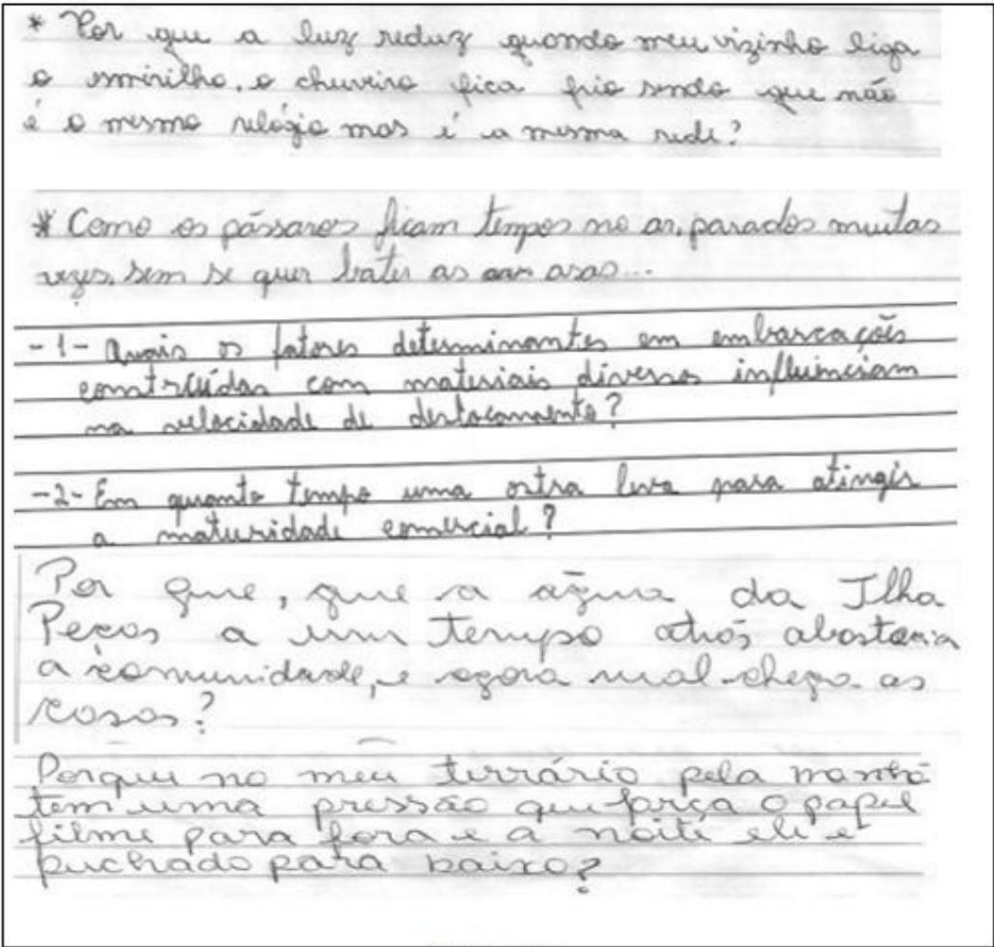 * Por que a luz reduz quando meu vizinho liga
o esmirilho, o chuveiro fica frio sendo que não
é o mesmo relógio mas é a mesma rede?
* Como os pássaros ficam tempos no ar, parados muitas
vezes, sem se quer bater as asas...
-1- Quais os fatores determinantes em embarcações
construídas com materiais diversos influenciam
na velocidade de deslocamento?
-2- Em quanto tempo uma ostra leva para atingir
a maturidade comercial?
Por que, que a água da Ilha
Peças a um tempo atrás abastecia
a comunidade, e agora mal chega as
casas?
Porque no meu terrário pela manhã
tem uma pressão que força o papel
filme para fora e a noite ele é
puchado para baixo?